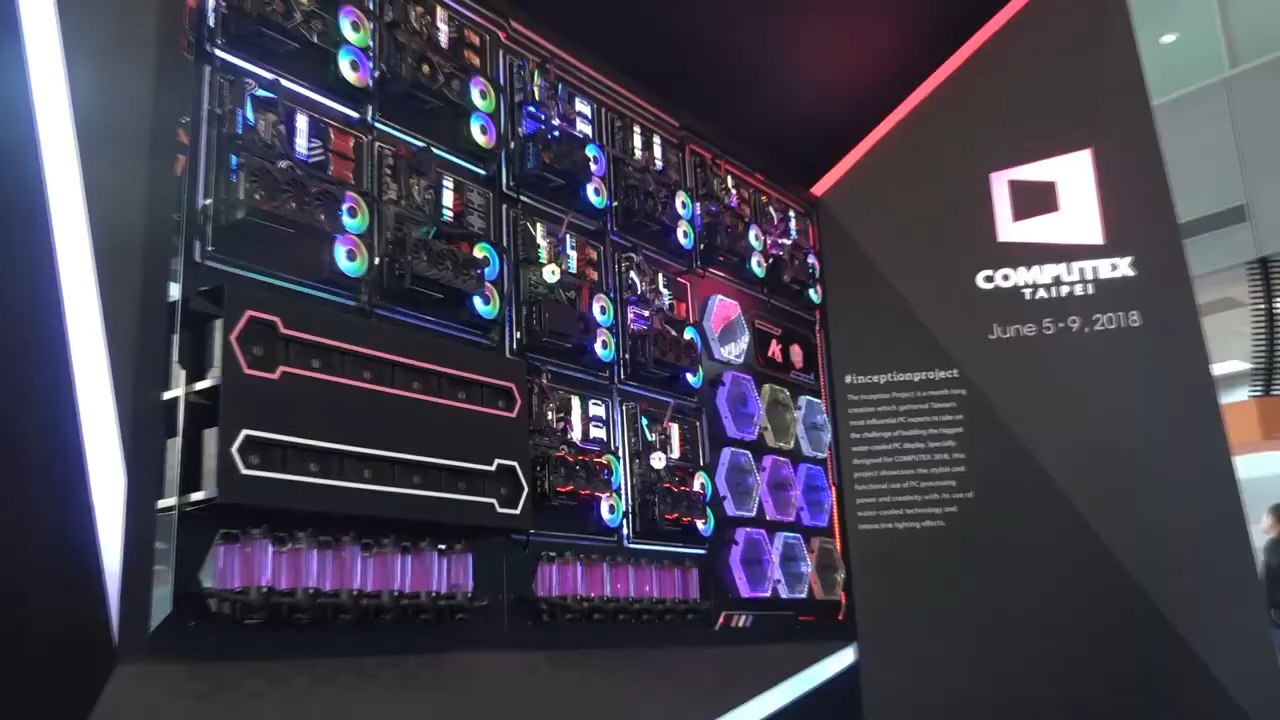 COMPUTEX
TAIPEI
June 5-9, 2018
#inceptionproject
The Inception Project is a month-long
creation which gathered Taiwan's
most influential PC experts to take on
the challenge of building the biggest
water-cooled PC display. Specially-
designed for COMPUTEX 2018, this
project showcases the stylish and
functional use of PC processing
power and creativity with its use of
water-cooled technology and
interactive lighting effects.